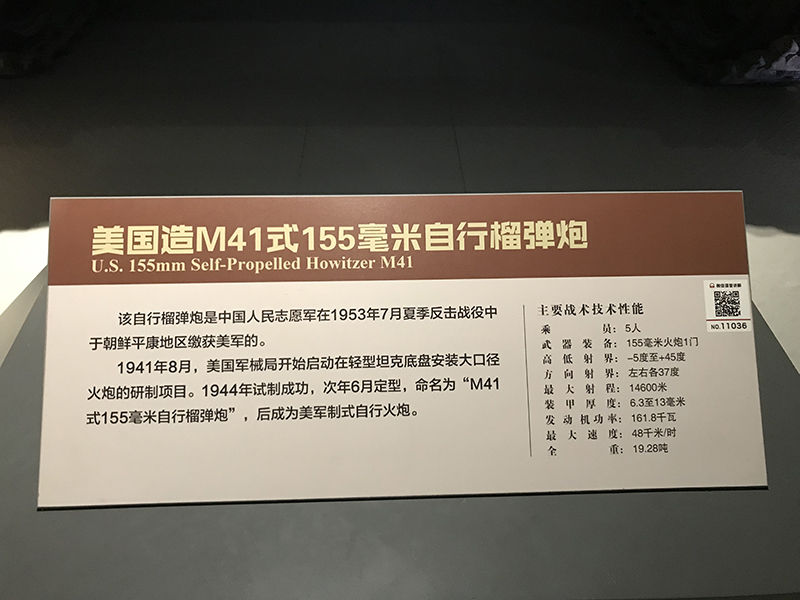 美国造M41式155毫米自行榴弹炮
U.S. 155mm Self-Propelled Howitzer M41
该自行榴弹炮是中国人民志愿军在1953年7月夏季反击战役中
于朝鲜平康地区缴获美军的。
1941年8月，美国军械局开始启动在轻型坦克底盘安装大口径
火炮的研制项目。1944年试制成功，次年6月定型，命名为“M41
式155毫米自行榴弹炮”，后成为美军制式自行火炮。
主要战术技术性能
乘员：5人
武器装备：155毫米火炮1门
高低射界：-5度至+45度
方向射界：左右各37度
最大射程：14600米
装甲厚度：6.3至13毫米
发动机功率：161.8千瓦
最大速度：48千米/时
全重：19.28吨
NO.11036